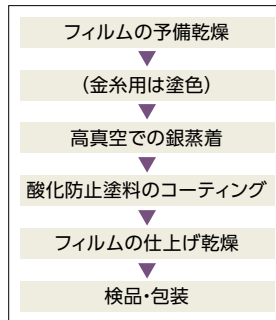 フィルムの予備乾燥
(金糸用は塗色)
高真空での銀蒸着
酸化防止塗料のコーティング
フィルムの仕上げ乾燥
検品・包装